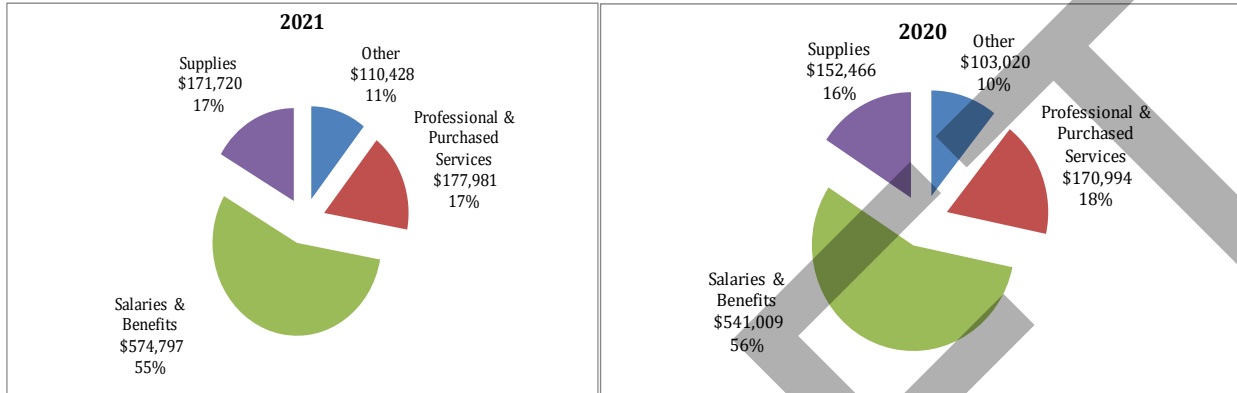 2021
Supplies
$171,720
17%
Other
$110,428
11%
Professional &
Purchased
Services
$177,981
17%
Salaries &
Benefits
$574,797
55%
2020
Supplies
$152,466
16%
Other
$103,020
10%
Professional &
Purchased
Services
$170,994
18%
Salaries &
Benefits
$541,009
56%